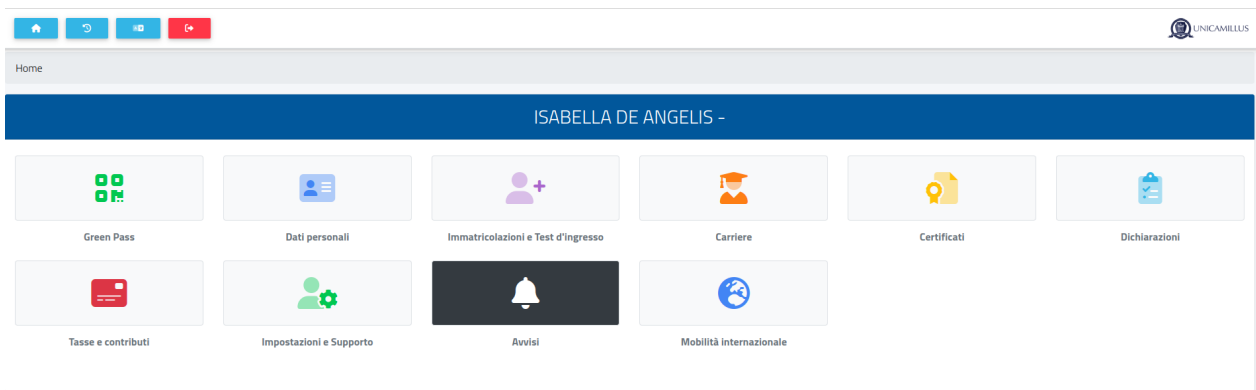 UNICAMILLUS
Home
ISABELLA DE ANGELIS -
Green Pass
Dati personali
Immatricolazioni e Test d'ingresso
Carriere
Certificati
Dichiarazioni
Tasse e contributi
Impostazioni e Supporto
Avvisi
Mobilità internazionale